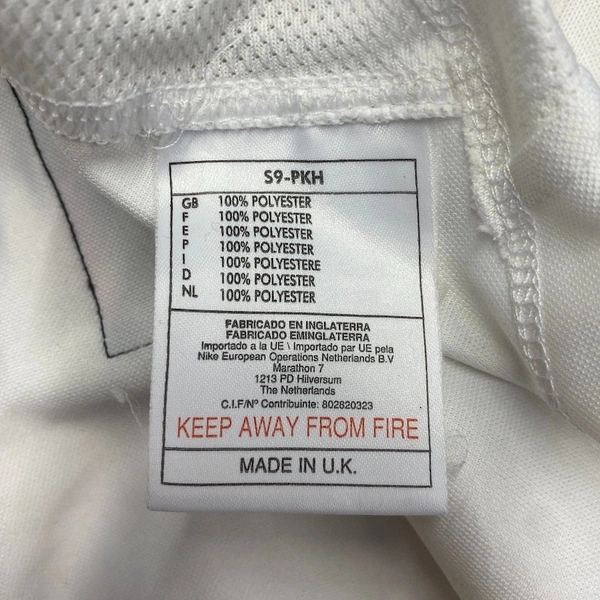 S9-PKH
GB 100% POLYESTER
F 100% POLYESTER
E 100% POLYESTER
P 100% POLYESTER
I 100% POLYESTERE
D 100% POLYESTER
NL 100% POLYESTER
FABRICADO EN INGLATERRA
FABRICADO EMINGLATERRA
Importado a la UE \ Importado par UE pela
Nike European Operations Netherlands B.V
Marathon 7
1213 PD Hilversum
The Netherlands
C.I.F/Nº Contribuinte: 802820323
KEEP AWAY FROM FIRE
MADE IN U.K.